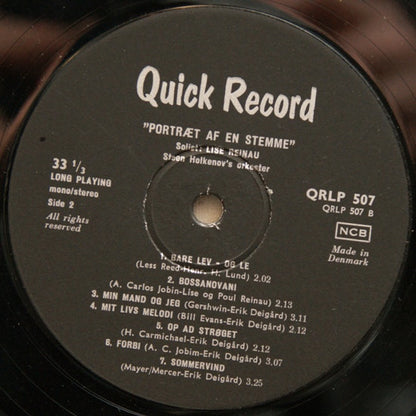 Quick Record
"PORTRÆT AF EN STEMME"
Solist: LISE REINAU
Steen Holkenov's orkester
33 1/3
LONG PLAYING
mono/stereo
Side 2
All rights
reserved
QRLP 507
QRLP 507 B
NCB
Made in
Denmark
1. BARE LEV - OG LE
(Less Reed-Henr. H. Lund) 2.02
2. BOSSANOVANI
(A. Carlos Jobin-Lise og Poul Reinau) 2.13
3. MIN MAND OG JEG (Gershwin-Erik Deigård) 3.11
4. MIT LIVS MELODI (Bill Evans-Erik Deigård) 2.12
5. OP AD STRØGET
(H. Carmichael-Erik Deigård) 2.12
6. FORBI (A. C. Jobim-Erik Deigård) 3.07
7. SOMMERVIND
(Mayer/Mercer-Erik Deigård) 3.25